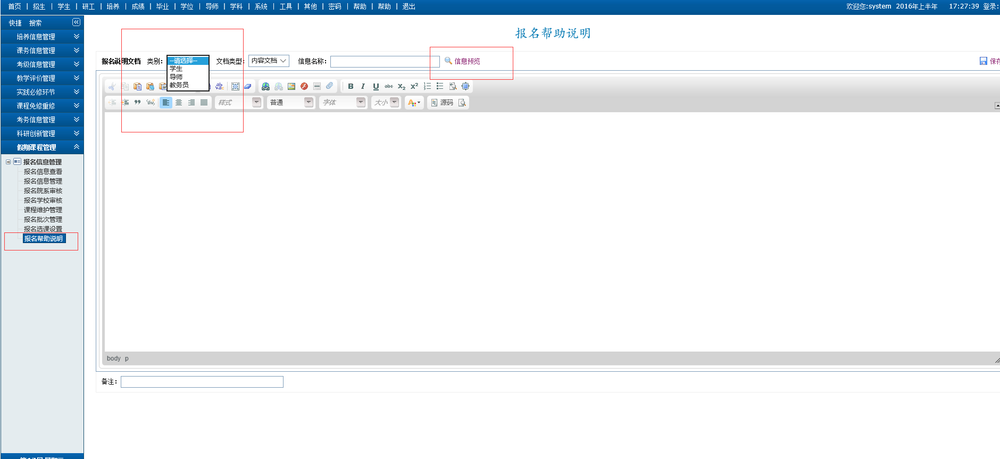 首页 | 招生 | 学生 | 研工 | 培养 | 成绩 | 毕业 | 学位 | 导师 | 学科 | 系统 | 工具 | 其他 | 密码 | 帮助 | 帮助 | 退出
欢迎您:system 2016年上半年 17:27:39 登录:
快捷 搜索
培养信息管理
课务信息管理
考级信息管理
教学评价管理
实践必修环节
课程免修重修
考务信息管理
科研创新管理
假期课程管理
报名信息管理
报名信息查看
报名信息管理
报名院系审核
报名学校审核
课程维护管理
报名批次管理
报名选课设置
报名帮助说明
报名帮助说明
报名说明文档 类别: --请选择-- 文档类型: 内容文档 信息名称: 信息预览 保存
学生
导师
教务员
B I U abc X₂ X²
样式 普通 字体 大小 A 源码
body p
备注: